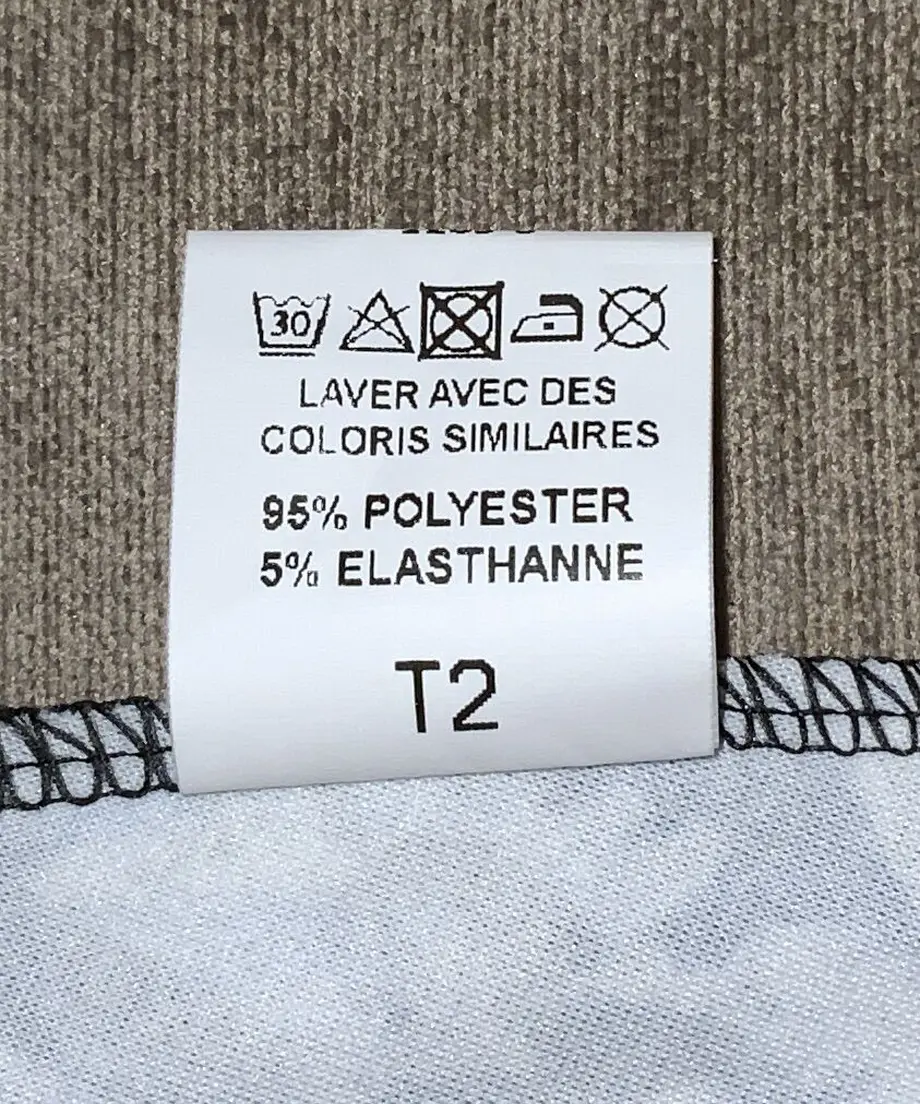 30
LAVER AVEC DES
COLORIS SIMILAIRES
95% POLYESTER
5% ELASTHANNE
T2